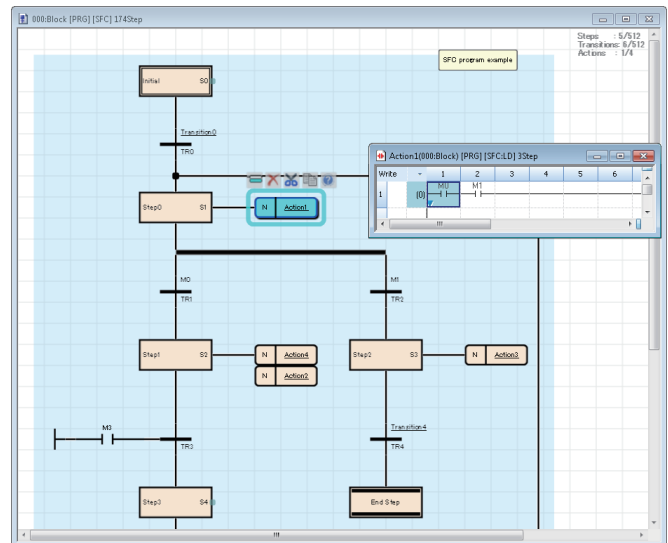 000:Block [PRG] [SFC] 174Step
Steps : 5/512
Transitions: 6/512
Actions : 1/4
SFC program example
Initial S0
Transition0
TR0
Action1(000:Block) [PRG] [SFC:LD] 3Step
Write 1 2 3 4 5 6
1 (0) M0 M1
Step0 S1 N Action1
M0 M1
TR1 TR2
Step1 S2 N Action4 Step2 S3 N Action3
N Action2
M3 Transition4
TR3 TR4
Step3 S4 End Step